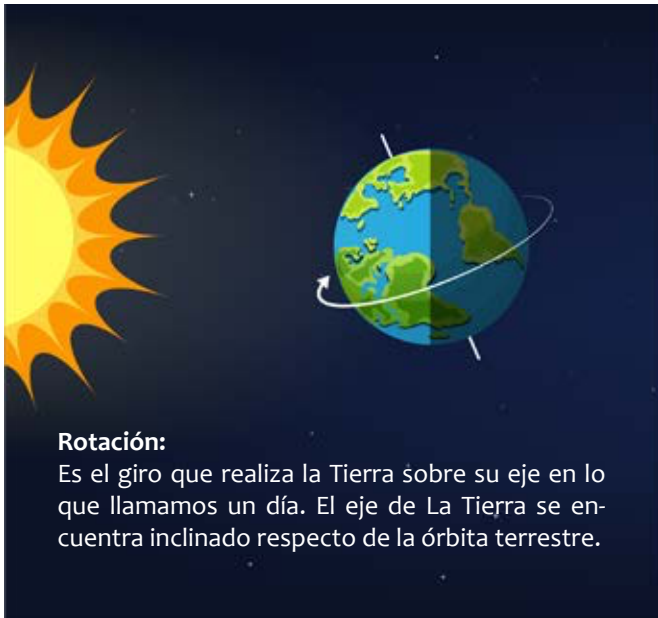 Rotación:
Es el giro que realiza la Tierra sobre su eje en lo
que llamamos un día. El eje de La Tierra se en-
cuentra inclinado respecto de la órbita terrestre.